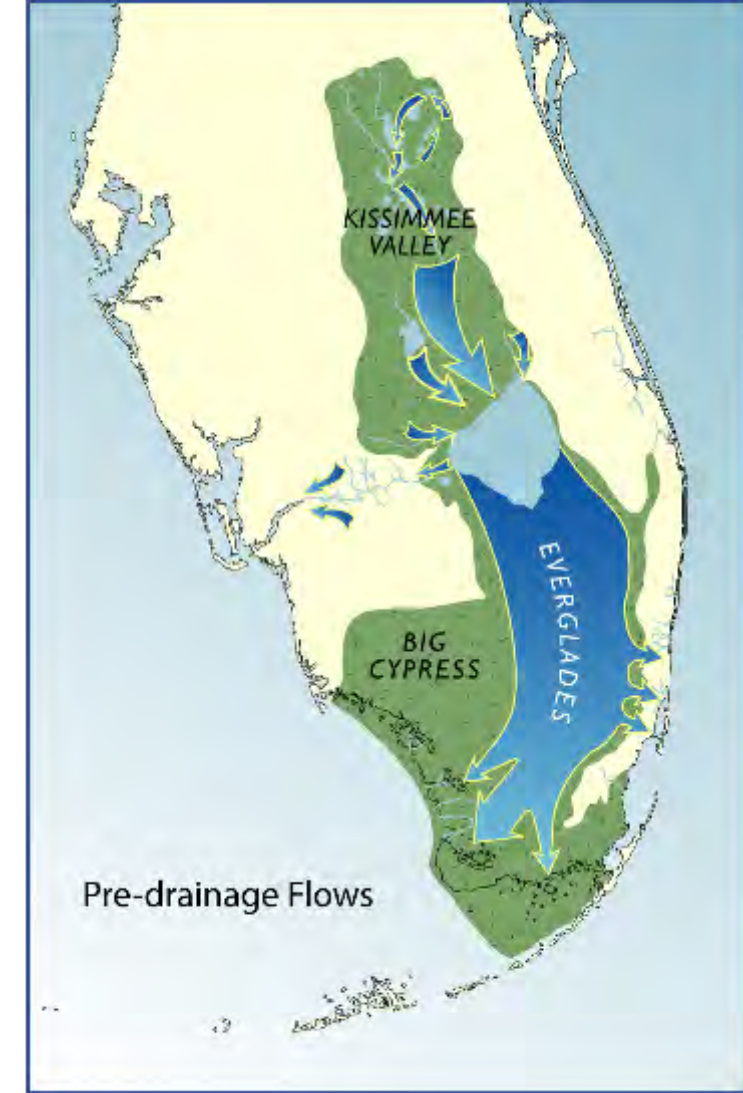 KISSIMMEE
VALLEY
EVERGLADES
BIG
CYPRESS
Pre-drainage Flows